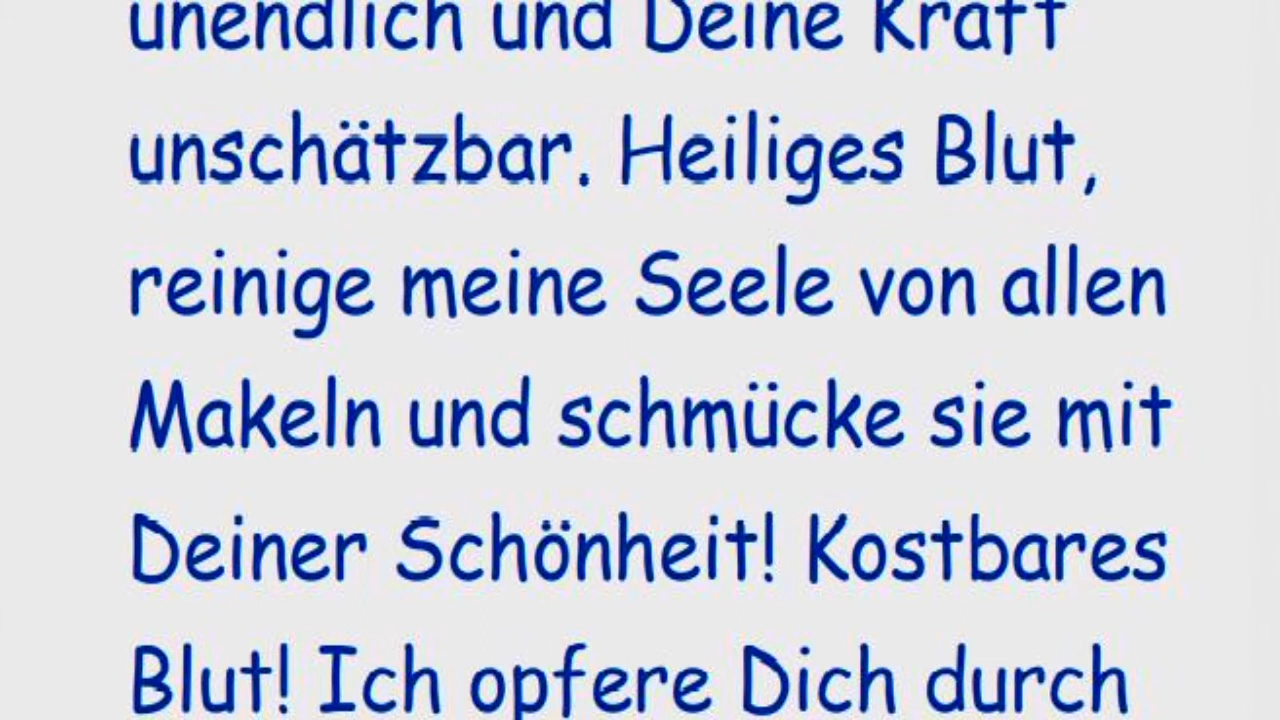 unendlich und Deine Kraft
unschätzbar. Heiliges Blut,
reinige meine Seele von allen
Makeln und schmücke sie mit
Deiner Schönheit! Kostbares
Blut! Ich opfere Dich durch